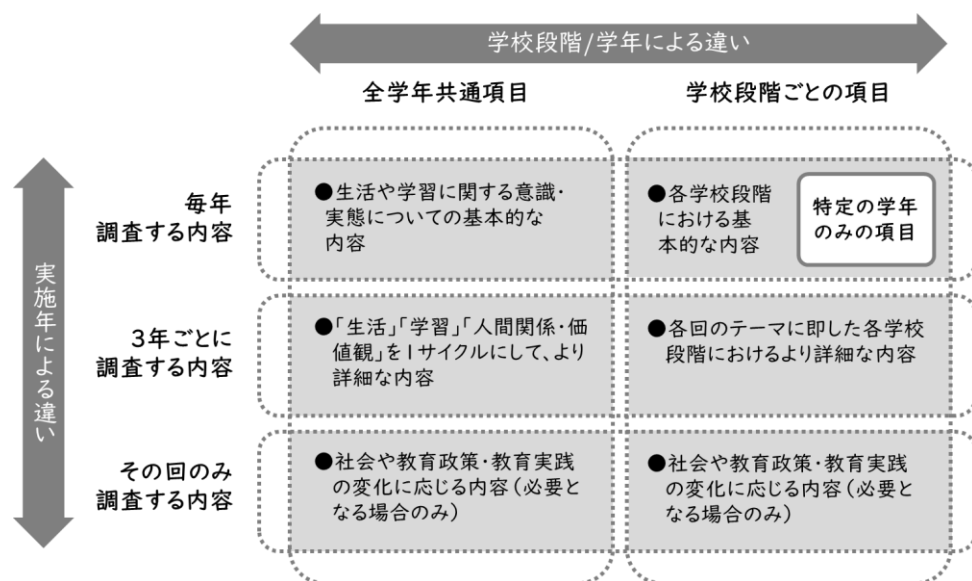 学校段階/学年による違い
全学年共通項目
学校段階ごとの項目
実施年による違い
毎年
調査する内容
●生活や学習に関する意識・
実態についての基本的な
内容
●各学校段階
における基
本的な内容
特定の学年
のみの項目
3年ごとに
調査する内容
●「生活」「学習」「人間関係・価
値観」を1サイクルにして、より
詳細な内容
●各回のテーマに即した各学校
段階におけるより詳細な内容
その回のみ
調査する内容
●社会や教育政策・教育実践
の変化に応じる内容(必要と
なる場合のみ)
●社会や教育政策・教育実践
の変化に応じる内容(必要と
なる場合のみ)